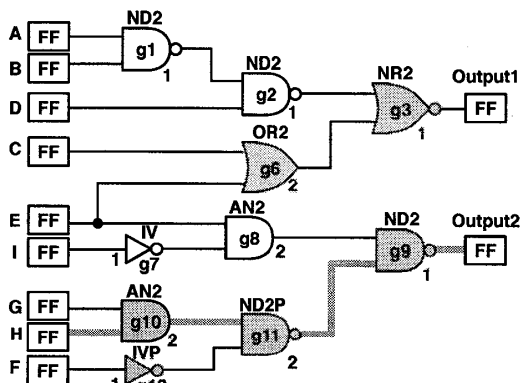 ND2
A FF g1
B FF 1
ND2
D FF g2 1
NR2
g3 1
Output1
FF
OR2
C FF g6 2
E FF
AN2
g8 2
I FF 1 IV g7
ND2
g9 1
Output2
FF
AN2
G FF g10
H FF 2
ND2P
g11 2
IVP
F FF 1